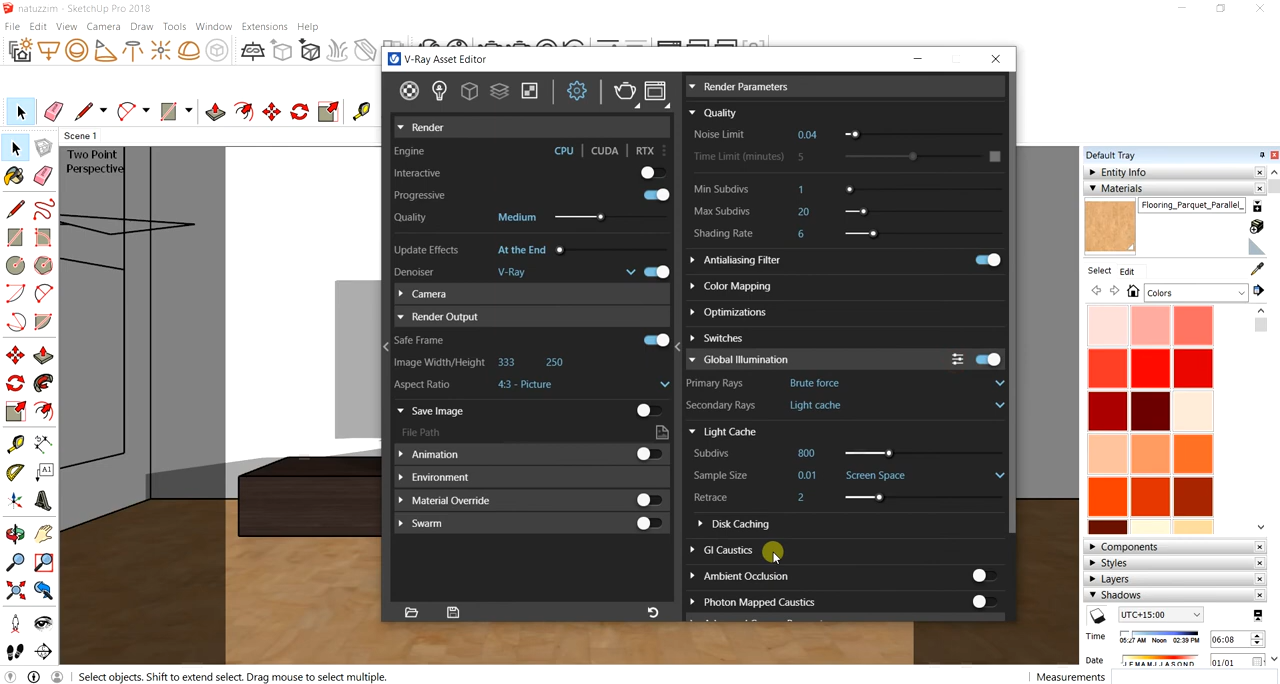 natuzzim - SketchUp Pro 2018
File Edit View Camera Draw Tools Window Extensions Help
V-Ray Asset Editor
Scene 1
Two Point
Perspective
Render
Engine CPU | CUDA | RTX
Interactive
Progressive
Quality Medium
Update Effects At the End
Denoiser V-Ray
Camera
Render Output
Safe Frame
Image Width/Height 333 250
Aspect Ratio 4:3 - Picture
Save Image
File Path
Animation
Environment
Material Override
Swarm
Render Parameters
Quality
Noise Limit 0.04
Time Limit (minutes) 5
Min Subdivs 1
Max Subdivs 20
Shading Rate 6
Antialiasing Filter
Color Mapping
Optimizations
Switches
Global Illumination
Primary Rays Brute force
Secondary Rays Light cache
Light Cache
Subdivs 800
Sample Size 0.01 Screen Space
Retrace 2
Disk Caching
GI Caustics
Ambient Occlusion
Photon Mapped Caustics
Default Tray
Entity Info
Materials
Flooring_Parquet_Parallel_
Select Edit
Colors
Components
Styles
Layers
Shadows
UTC+15:00
Time 05:27 AM Noon 02:39 PM 06:08
Date J F M A M J J A S O N D 01/01
A1
Select objects. Shift to extend select. Drag mouse to select multiple.
Measurements